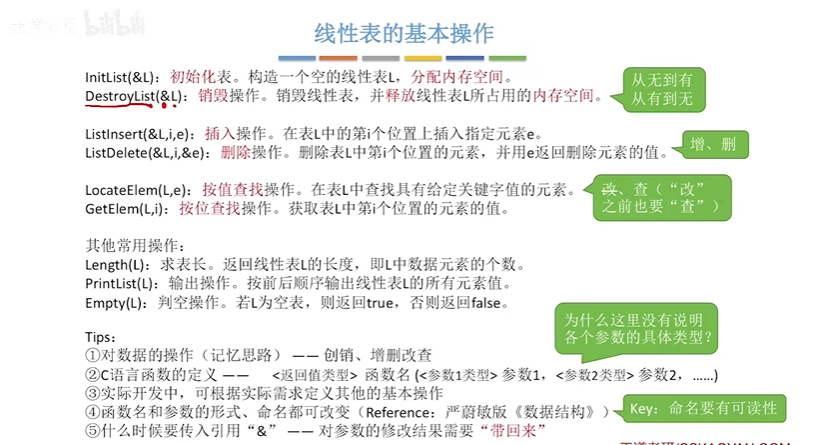 线性表的基本操作
InitList(&L)：初始化表。构造一个空的线性表L，分配内存空间。
DestroyList(&L)：销毁操作。销毁线性表，并释放线性表L所占用的内存空间。
从无到有
从有到无
ListInsert(&L,i,e)：插入操作。在表L中的第i个位置上插入指定元素e。
ListDelete(&L,i,&e)：删除操作。删除表L中第i个位置的元素，并用e返回删除元素的值。
增、删
LocateElem(L,e)：按值查找操作。在表L中查找具有给定关键字值的元素。
GetElem(L,i)：按位查找操作。获取表L中第i个位置的元素的值。
改、查（“改”
之前也要“查”）
其他常用操作：
Length(L)：求表长。返回线性表L的长度，即L中数据元素的个数。
PrintList(L)：输出操作。按前后顺序输出线性表L的所有元素值。
Empty(L)：判空操作。若L为空表，则返回true，否则返回false。
为什么这里没有说明
各个参数的具体类型？
Tips：
①对数据的操作（记忆思路） —— 创销、增删改查
②C语言函数的定义 —— <返回值类型> 函数名 (<参数1类型> 参数1，<参数2类型> 参数2，……)
③实际开发中，可根据实际需求定义其他的基本操作
④函数名和参数的形式、命名都可改变（Reference：严蔚敏版《数据结构》）
Key：命名要有可读性
⑤什么时候要传入引用“&” —— 对参数的修改结果需要“带回来”